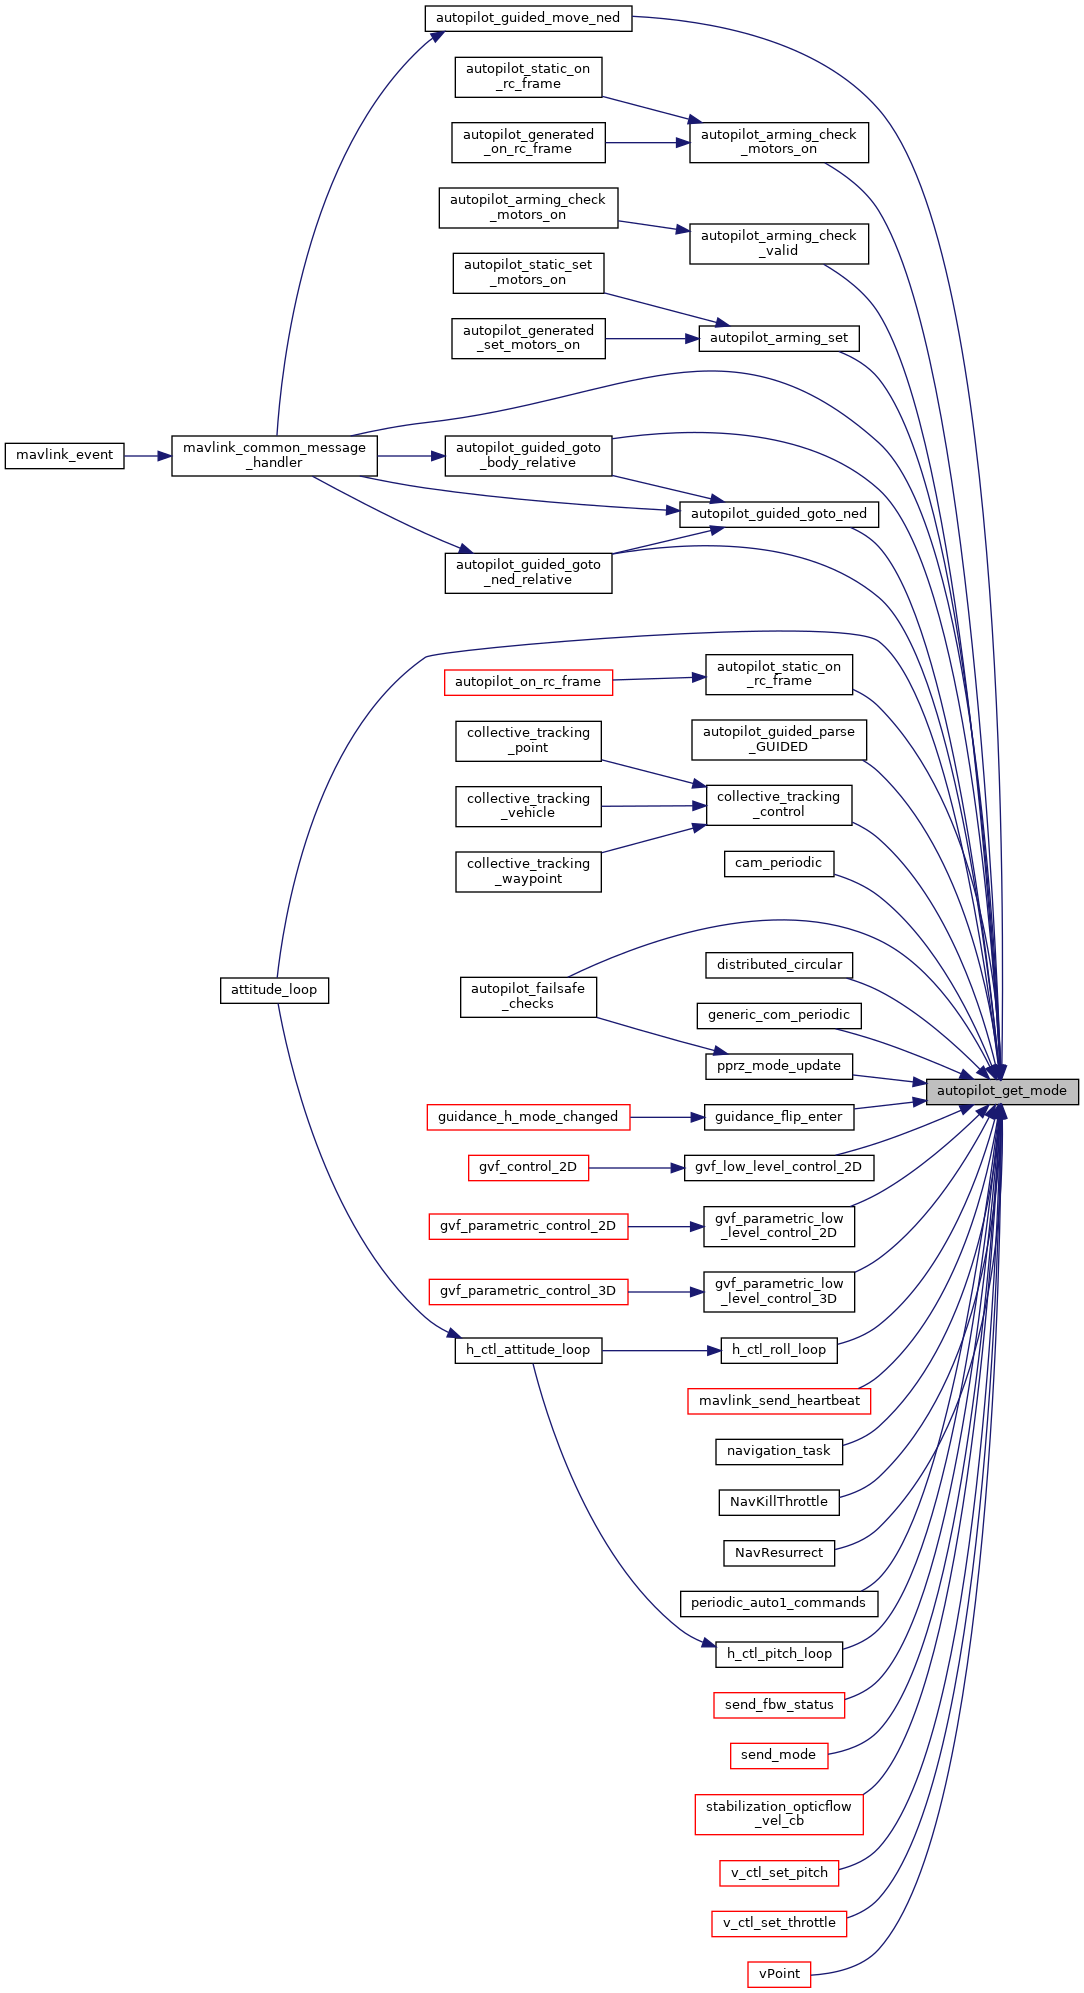 autopilot_guided_move_ned
autopilot_static_on
_rc_frame
autopilot_generated
_on_rc_frame
autopilot_arming_check
_motors_on
autopilot_arming_check
_motors_on
autopilot_arming_check
_valid
autopilot_static_set
_motors_on
autopilot_generated
_set_motors_on
autopilot_arming_set
mavlink_event
mavlink_common_message
_handler
autopilot_guided_goto
_body_relative
autopilot_guided_goto_ned
autopilot_guided_goto
_ned_relative
autopilot_on_rc_frame
autopilot_static_on
_rc_frame
autopilot_guided_parse
_GUIDED
collective_tracking
_point
collective_tracking
_vehicle
collective_tracking
_control
collective_tracking
_waypoint
cam_periodic
attitude_loop
autopilot_failsafe
_checks
distributed_circular
generic_com_periodic
pprz_mode_update
autopilot_get_mode
guidance_h_mode_changed
guidance_flip_enter
gvf_control_2D
gvf_low_level_control_2D
gvf_parametric_control_2D
gvf_parametric_low
_level_control_2D
gvf_parametric_control_3D
gvf_parametric_low
_level_control_3D
h_ctl_attitude_loop
h_ctl_roll_loop
mavlink_send_heartbeat
navigation_task
NavKillThrottle
NavResurrect
periodic_auto1_commands
h_ctl_pitch_loop
send_fbw_status
send_mode
stabilization_opticflow
_vel_cb
v_ctl_set_pitch
v_ctl_set_throttle
vPoint